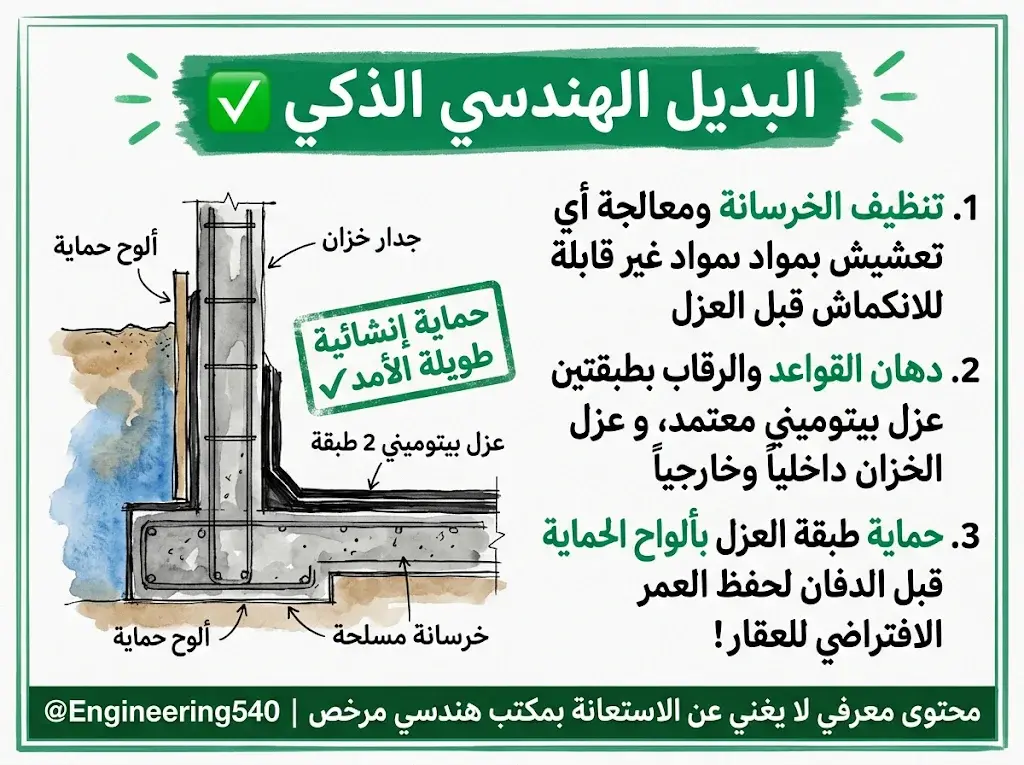 البديل الهندسي الذكي ✅
1. تنظيف الخرسانة ومعالجة أي
تعشيش بمواد بمواد غير قابلة
للانكماش قبل العزل
2. دهان القواعد والرقاب بطبقتين
عزل بيتوميني معتمد، و عزل
الخزان داخلياً وخارجياً
3. حماية طبقة العزل بألواح الحماية
قبل الدفان لحفظ العمر
الافتراضي للعقار!
جدار خزان
ألوح حماية
حماية إنشائية
طويلة الأمد ✓
عزل بيتوميني 2 طبقة
خرسانة مسلحة
ألوح حماية
محتوى معرفي لا يغني عن الاستعانة بمكتب هندسي مرخص | @Engineering540